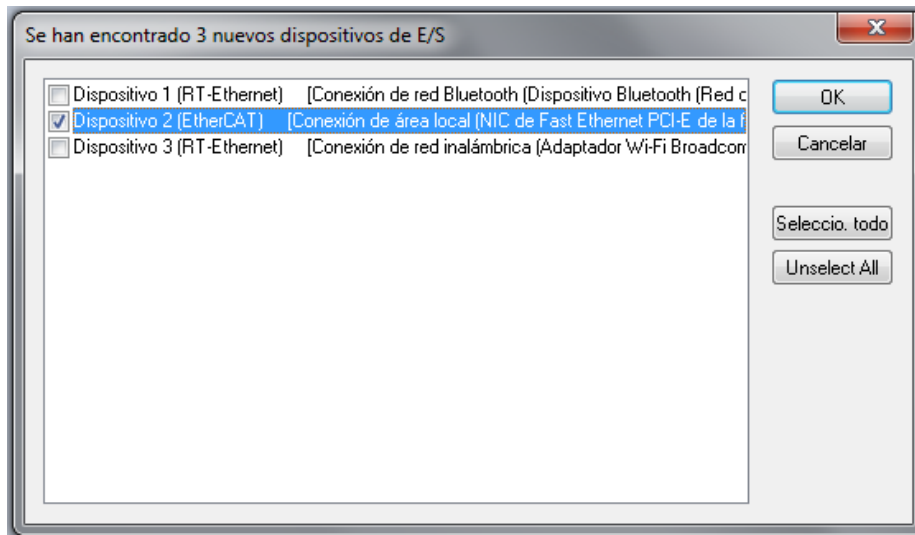 Se han encontrado 3 nuevos dispositivos de E/S
Dispositivo 1 (RT-Ethernet) [Conexión de red Bluetooth (Dispositivo Bluetooth (Red c
Dispositivo 2 (EtherCAT) [Conexión de área local (NIC de Fast Ethernet PCI-E de la f
Dispositivo 3 (RT-Ethernet) [Conexión de red inalámbrica (Adaptador Wi-Fi Broadcom
OK
Cancelar
Seleccio. todo
Unselect All